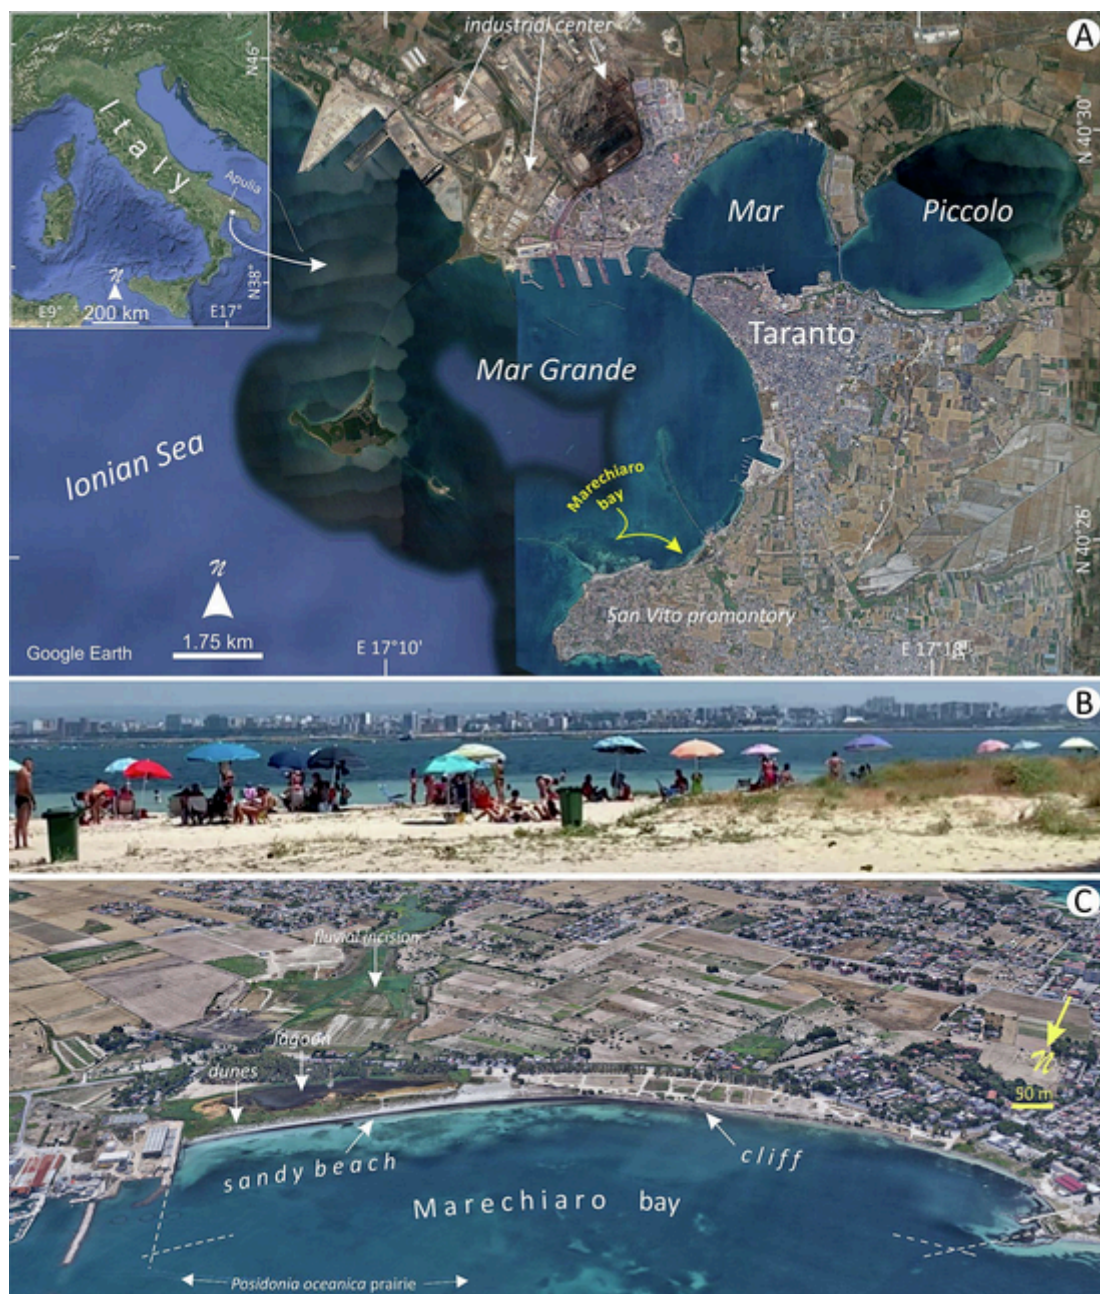 industrial center
A
N46°
Italy
Apulia
N
N38°
E9°
200 km
E17°
N 40°30'
Mar
Piccolo
Taranto
Mar Grande
Ionian Sea
Marechiaro
bay
N 40°26'
N
1.75 km
San Vito promontory
Google Earth
E 17°10'
B
C
fluvial incision
lagoon
dunes
N
90 m
sandy beach
cliff
Marechiaro bay
Posidonia oceanica prairie